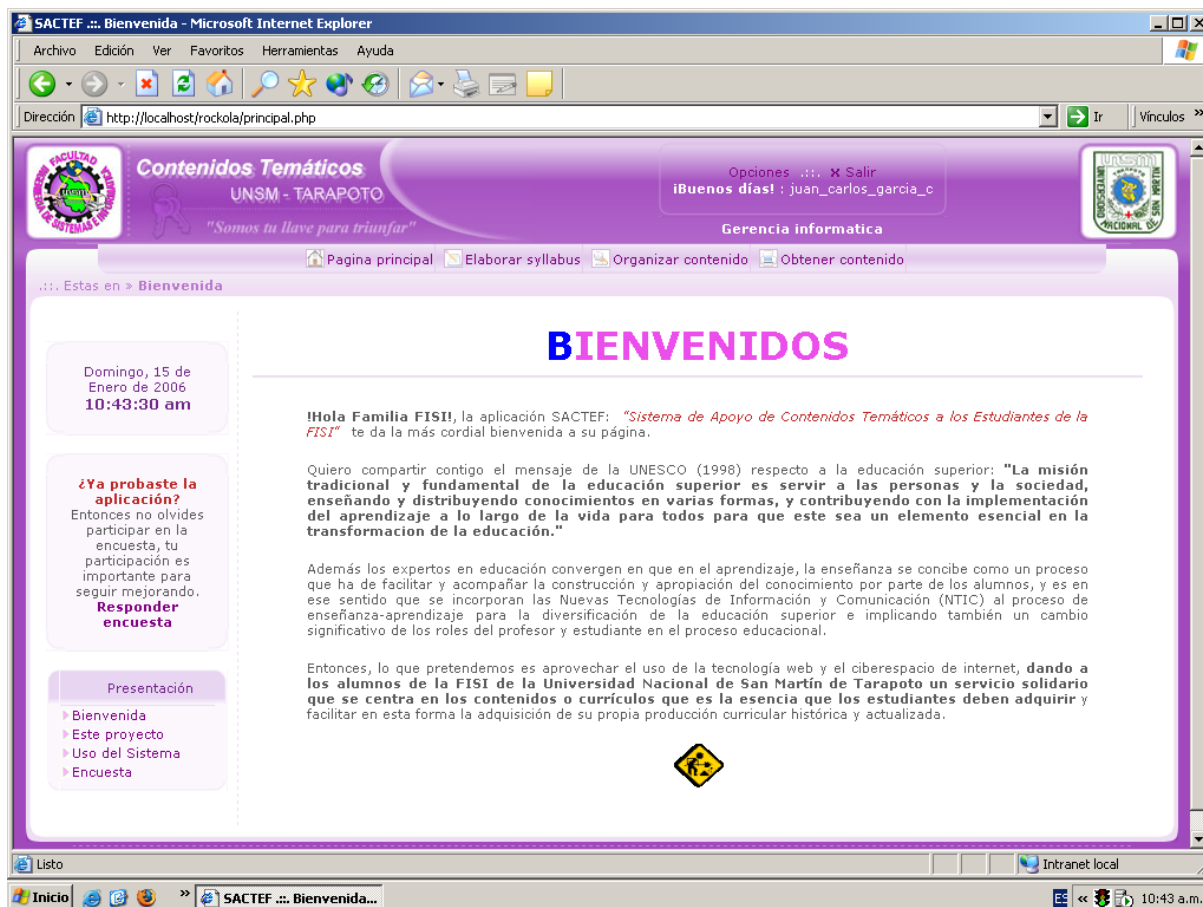 SACTEF .::. Bienvenida - Microsoft Internet Explorer
Archivo Edición Ver Favoritos Herramientas Ayuda
Dirección http://localhost/rockola/principal.php Ir Vínculos »
FACULTAD
Contenidos Temáticos
UNSM - TARAPOTO
"Somos tu llave para triunfar"
Opciones .::. x Salir
¡Buenos días! : juan_carlos_garcia_c
Gerencia informatica
UNSM
UNIVERSIDAD NACIONAL DE SAN MARTIN
Pagina principal Elaborar syllabus Organizar contenido Obtener contenido
.::. Estas en » Bienvenida
Domingo, 15 de
Enero de 2006
10:43:30 am
¿Ya probaste la
aplicación?
Entonces no olvides
participar en la
encuesta, tu
participación es
importante para
seguir mejorando.
Responder
encuesta
Presentación
Bienvenida
Este proyecto
Uso del Sistema
Encuesta
BIENVENIDOS
!Hola Familia FISI!, la aplicación SACTEF: "Sistema de Apoyo de Contenidos Temáticos a los Estudiantes de la
FISI" te da la más cordial bienvenida a su página.
Quiero compartir contigo el mensaje de la UNESCO (1998) respecto a la educación superior: "La misión
tradicional y fundamental de la educación superior es servir a las personas y la sociedad,
enseñando y distribuyendo conocimientos en varias formas, y contribuyendo con la implementación
del aprendizaje a lo largo de la vida para todos para que este sea un elemento esencial en la
transformacion de la educación."
Además los expertos en educación convergen en que en el aprendizaje, la enseñanza se concibe como un proceso
que ha de facilitar y acompañar la construcción y apropiación del conocimiento por parte de los alumnos, y es en
ese sentido que se incorporan las Nuevas Tecnologías de Información y Comunicación (NTIC) al proceso de
enseñanza-aprendizaje para la diversificación de la educación superior e implicando también un cambio
significativo de los roles del profesor y estudiante en el proceso educacional.
Entonces, lo que pretendemos es aprovechar el uso de la tecnología web y el ciberespacio de internet, dando a
los alumnos de la FISI de la Universidad Nacional de San Martín de Tarapoto un servicio solidario
que se centra en los contenidos o currículos que es la esencia que los estudiantes deben adquirir y
facilitar en esta forma la adquisición de su propia producción curricular histórica y actualizada.
Listo Intranet local
Inicio » SACTEF .::. Bienvenida... ES « 10:43 a.m.